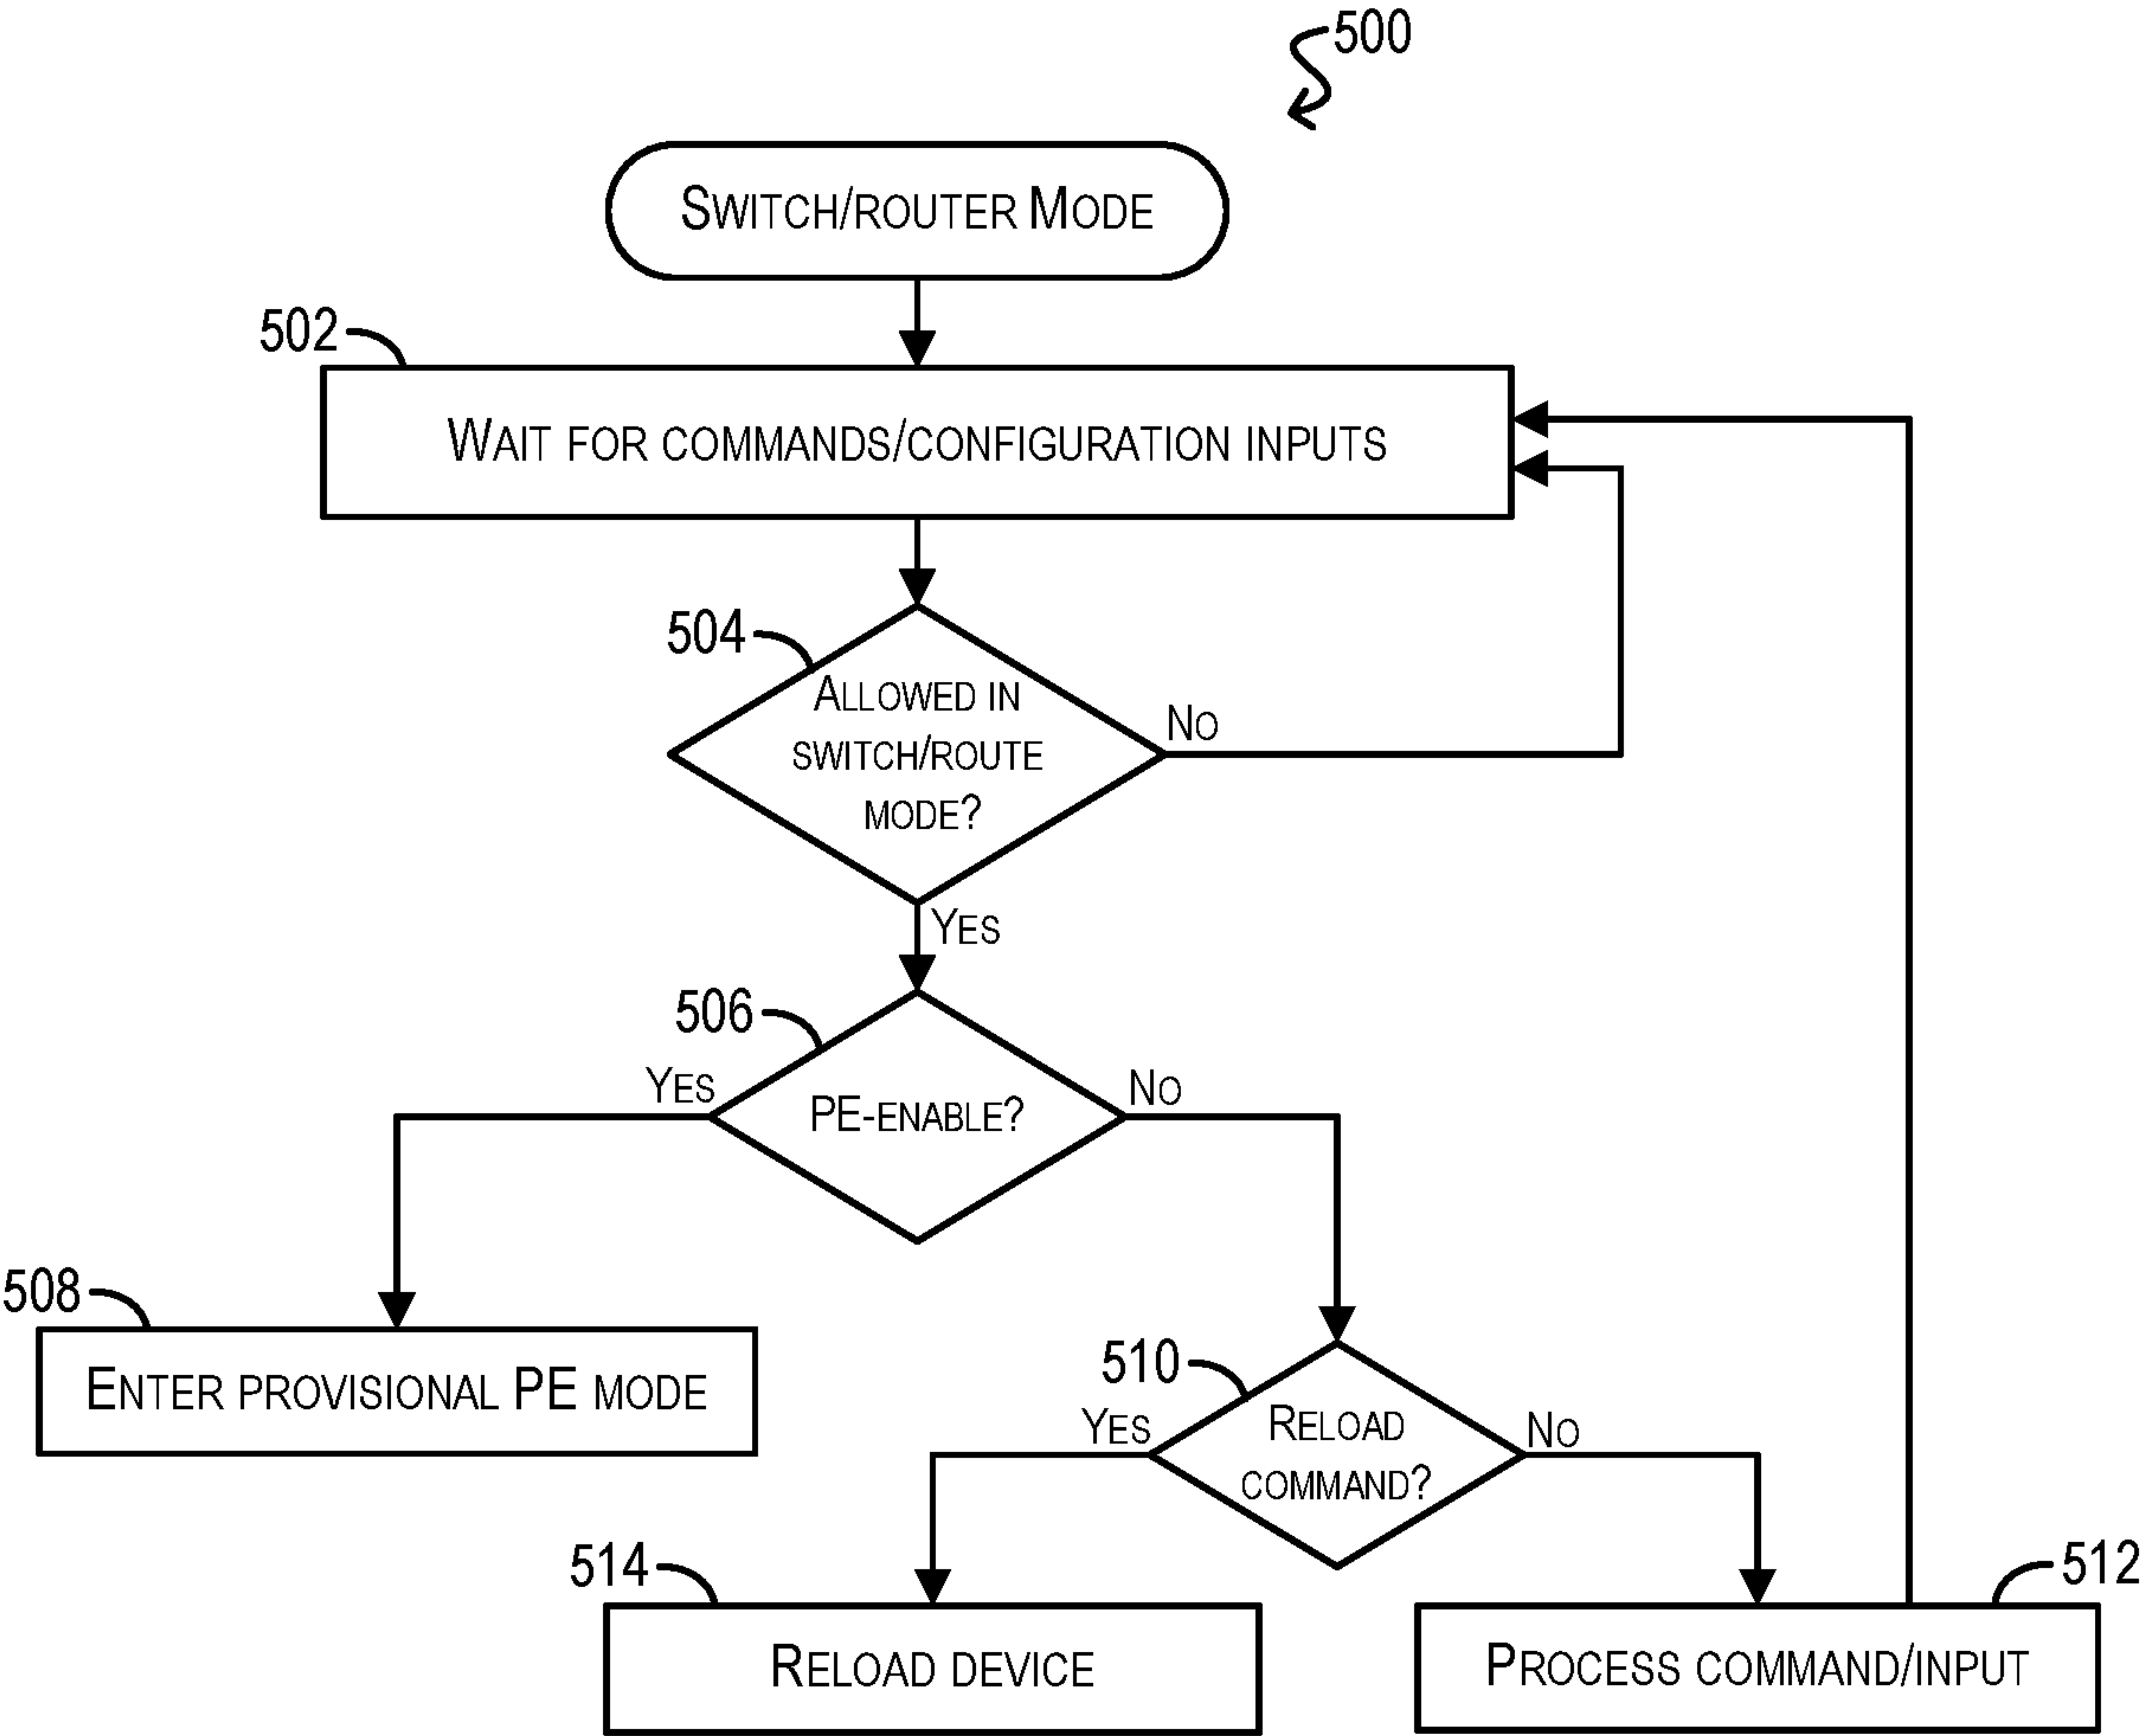 500
Switch/router Mode
502
Wait for commands/configuration inputs
504
Allowed in
switch/route
mode?
No
Yes
506
Yes
PE-enable?
No
508
Enter provisional PE mode
510
Yes
Reload
command?
No
514
512
Reload device
Process command/input